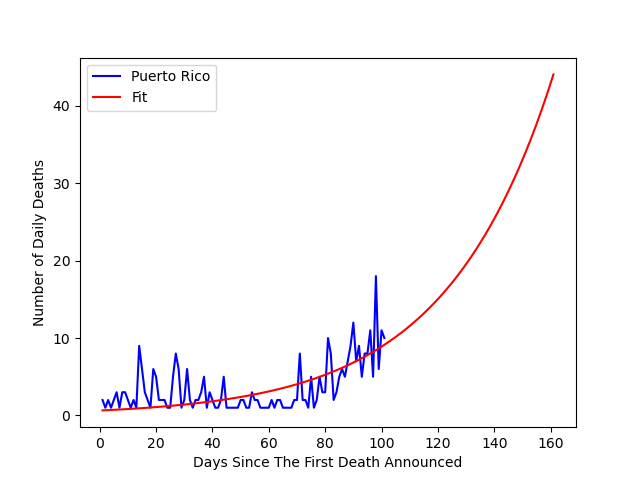 Puerto Rico
Fit
Number of Daily Deaths
40
30
20
10
0
0 20 40 60 80 100 120 140 160
Days Since The First Death Announced